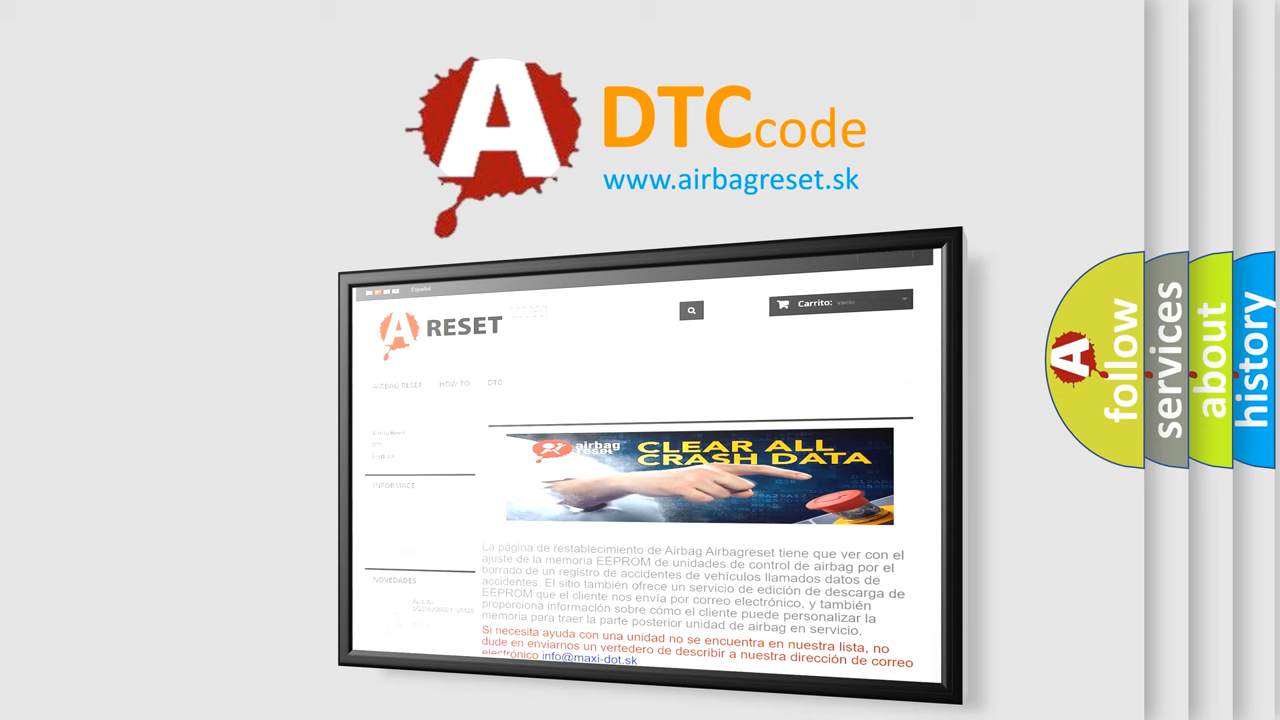 A DTCcode
www.airbagreset.sk
Español
A RESET
Carrito: vacío
AIRBAG RESET HOW TO DTC
airbag
reset
CLEAR ALL
CRASH DATA
INFORMACE
La página de restablecimiento de Airbag Airbagreset tiene que ver con el
ajuste de la memoria EEPROM de unidades de control de airbag por el
borrado de un registro de accidentes de vehículos llamados datos de
accidentes. El sitio también ofrece un servicio de edición de descarga de
EEPROM que el cliente nos envía por correo electrónico, y también
proporciona información sobre cómo el cliente puede personalizar la
memoria para traer la parte posterior unidad de airbag en servicio.
Si necesita ayuda con una unidad no se encuentra en nuestra lista, no
dude en enviarnos un vertedero de describir a nuestra dirección de correo
electrónico info@maxi-dot.sk
NOVEDADES
A follow
services
about
history